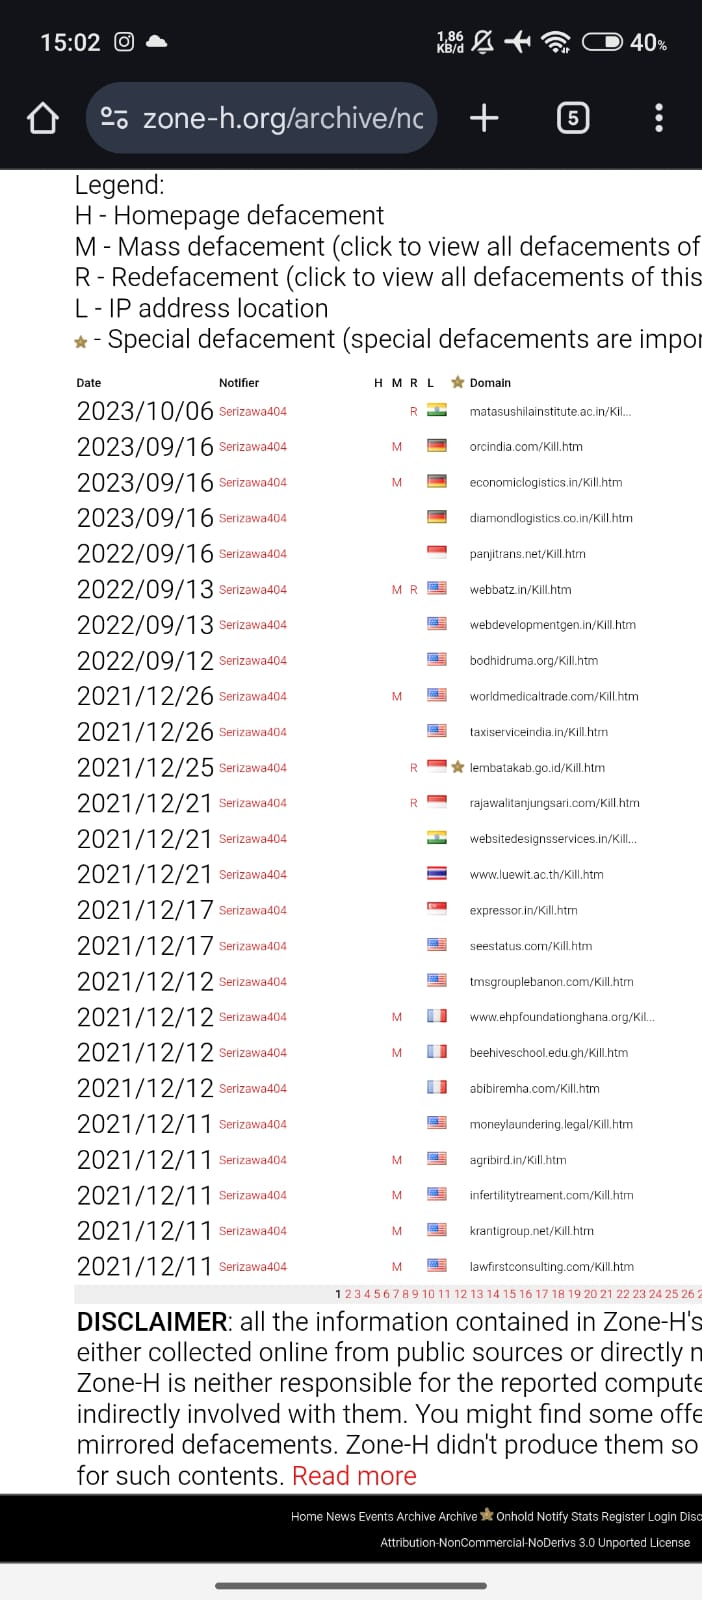 15:02 1,86 KB/d 40%
zone-h.org/archive/no 5
Legend:
H - Homepage defacement
M - Mass defacement (click to view all defacements of
R - Redefacement (click to view all defacements of this
L - IP address location
- Special defacement (special defacements are impor
Date Notifier H M R L Domain
2023/10/06 Serizawa404 R matasushilainstitute.ac.in/Kil...
2023/09/16 Serizawa404 M orcindia.com/Kill.htm
2023/09/16 Serizawa404 M economiclogistics.in/Kill.htm
2023/09/16 Serizawa404 diamondlogistics.co.in/Kill.htm
2022/09/16 Serizawa404 panjitrans.net/Kill.htm
2022/09/13 Serizawa404 M R webbatz.in/Kill.htm
2022/09/13 Serizawa404 webdevelopmentgen.in/Kill.htm
2022/09/12 Serizawa404 bodhidruma.org/Kill.htm
2021/12/26 Serizawa404 M worldmedicaltrade.com/Kill.htm
2021/12/26 Serizawa404 taxiserviceindia.in/Kill.htm
2021/12/25 Serizawa404 R lembatakab.go.id/Kill.htm
2021/12/21 Serizawa404 R rajawalitanjungsari.com/Kill.htm
2021/12/21 Serizawa404 websitedesignsservices.in/Kill...
2021/12/21 Serizawa404 www.luewit.ac.th/Kill.htm
2021/12/17 Serizawa404 expressor.in/Kill.htm
2021/12/17 Serizawa404 seestatus.com/Kill.htm
2021/12/12 Serizawa404 tmsgrouplebanon.com/Kill.htm
2021/12/12 Serizawa404 M www.ehpfoundationghana.org/Kil...
2021/12/12 Serizawa404 M beehiveschool.edu.gh/Kill.htm
2021/12/12 Serizawa404 abibiremha.com/Kill.htm
2021/12/11 Serizawa404 moneylaundering.legal/Kill.htm
2021/12/11 Serizawa404 M agribird.in/Kill.htm
2021/12/11 Serizawa404 M infertilitytreament.com/Kill.htm
2021/12/11 Serizawa404 M krantigroup.net/Kill.htm
2021/12/11 Serizawa404 M lawfirstconsulting.com/Kill.htm
1 2 3 4 5 6 7 8 9 10 11 12 13 14 15 16 17 18 19 20 21 22 23 24 25 26 2
DISCLAIMER: all the information contained in Zone-H's
either collected online from public sources or directly n
Zone-H is neither responsible for the reported compute
indirectly involved with them. You might find some offe
mirrored defacements. Zone-H didn't produce them so
for such contents. Read more
Home News Events Archive Archive Onhold Notify Stats Register Login Disc
Attribution-NonCommercial-NoDerivs 3.0 Unported License